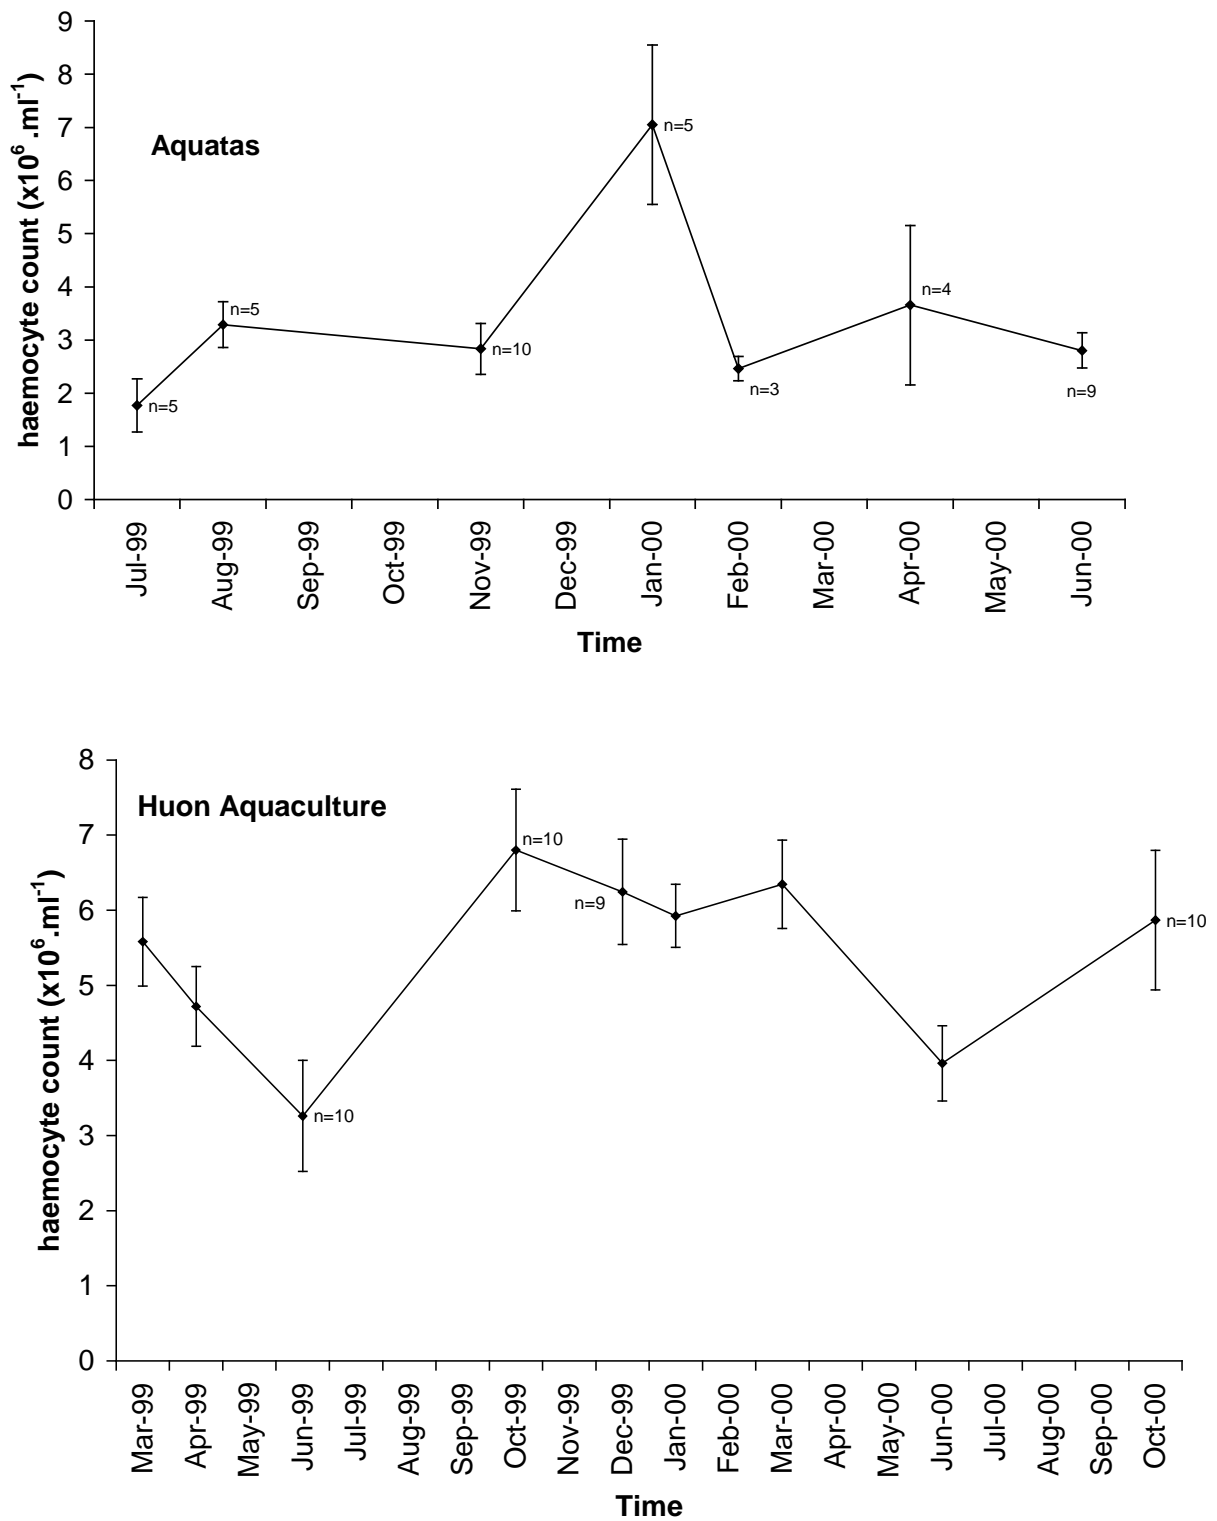 9
8
7
6
5
4
3
2
1
0
haemocyte count (x10⁶ .ml⁻¹)
Aquatas
n=5
n=5
n=10
n=5
n=3
n=4
n=9
Jul-99
Aug-99
Sep-99
Oct-99
Nov-99
Dec-99
Jan-00
Feb-00
Mar-00
Apr-00
May-00
Jun-00
Time
8
7
6
5
4
3
2
1
0
haemocyte count (x10⁶.ml⁻¹)
Huon Aquaculture
n=10
n=10
n=9
n=10
Mar-99
Apr-99
May-99
Jun-99
Jul-99
Aug-99
Sep-99
Oct-99
Nov-99
Dec-99
Jan-00
Feb-00
Mar-00
Apr-00
May-00
Jun-00
Jul-00
Aug-00
Sep-00
Oct-00
Time